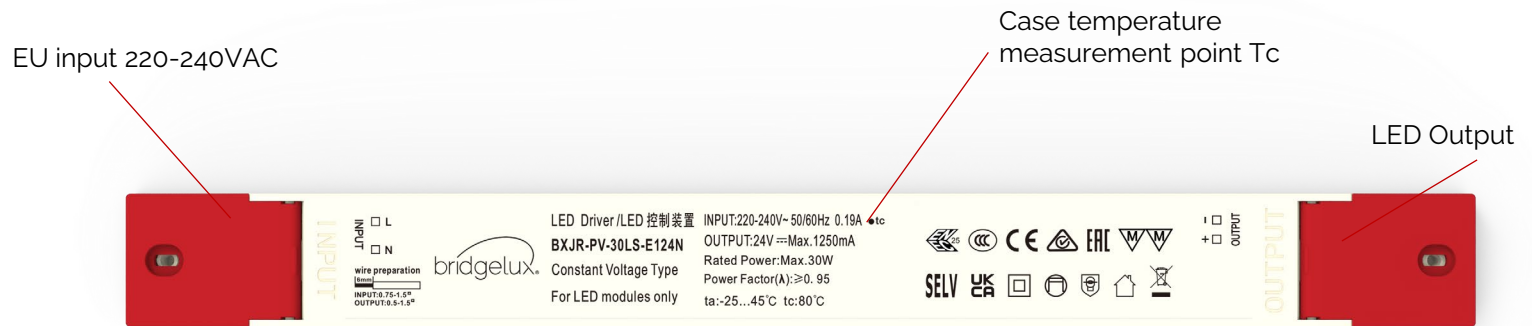 Case temperature
measurement point Tc
EU input 220-240VAC
LED Output
INPUT
INPUT
L
N
wire preparation
6mm
INPUT:0.75-1.5□
OUTPUT:0.5-1.5□
bridgelux.
LED Driver/LED 控制装置
BXJR-PV-30LS-E124N
Constant Voltage Type
For LED modules only
INPUT:220-240V~ 50/60Hz 0.19A •tc
OUTPUT:24V⎓Max.1250mA
Rated Power:Max.30W
Power Factor(λ):≥0.95
ta:-25...45℃ tc:80℃
25
CCC
CE
EAC
M M
SELV
UK
CA
-
+
OUTPUT
OUTPUT